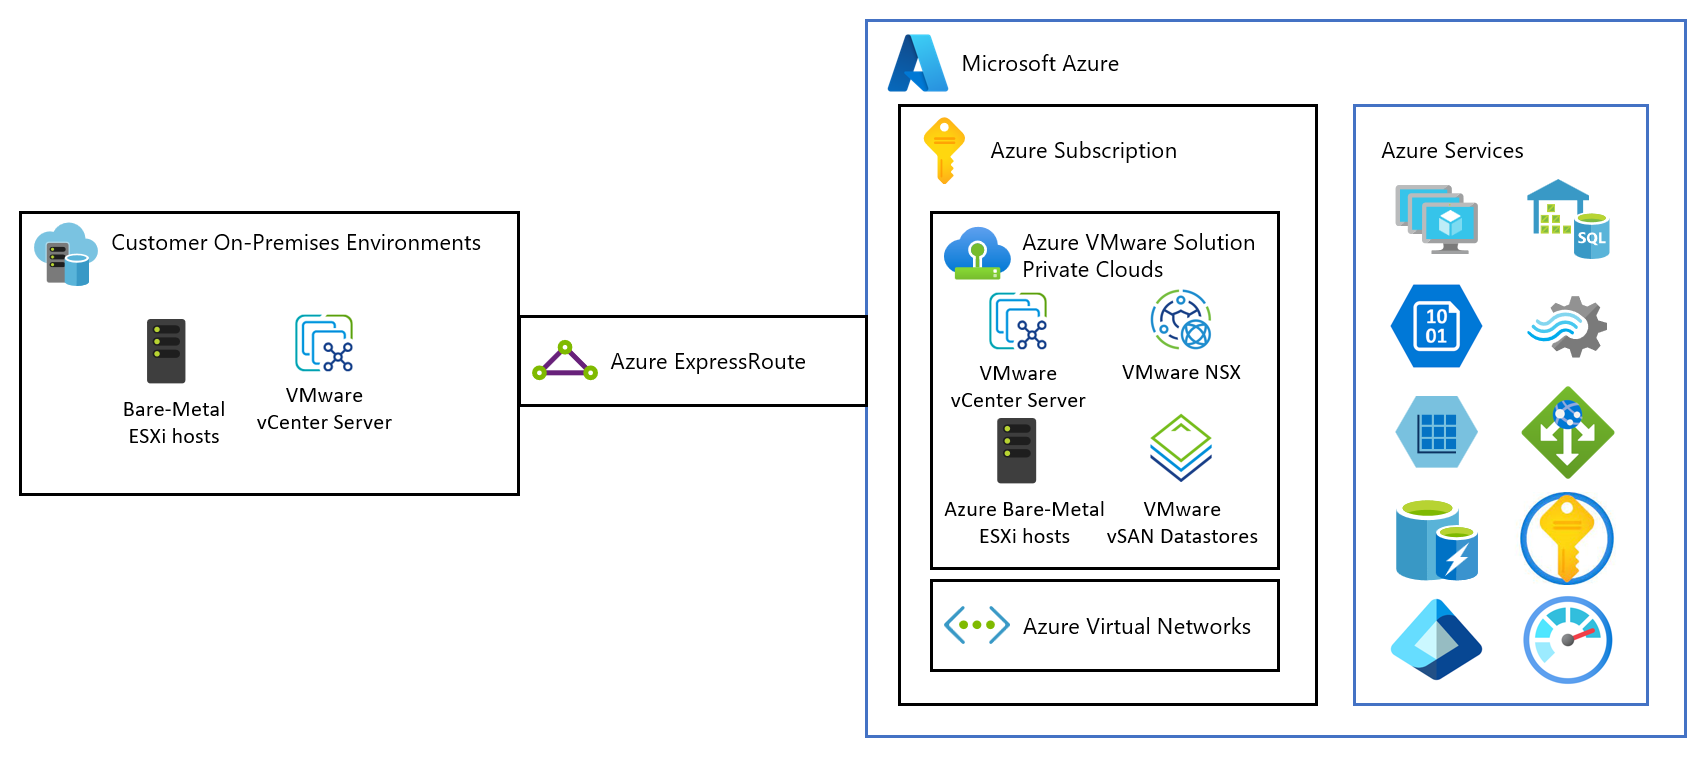 Microsoft Azure
Azure Subscription
Azure Services
Customer On-Premises Environments
Bare-Metal
ESXi hosts
VMware
vCenter Server
Azure ExpressRoute
Azure VMware Solution
Private Clouds
VMware
vCenter Server
VMware NSX
Azure Bare-Metal
ESXi hosts
VMware
vSAN Datastores
Azure Virtual Networks
SQL
10
01